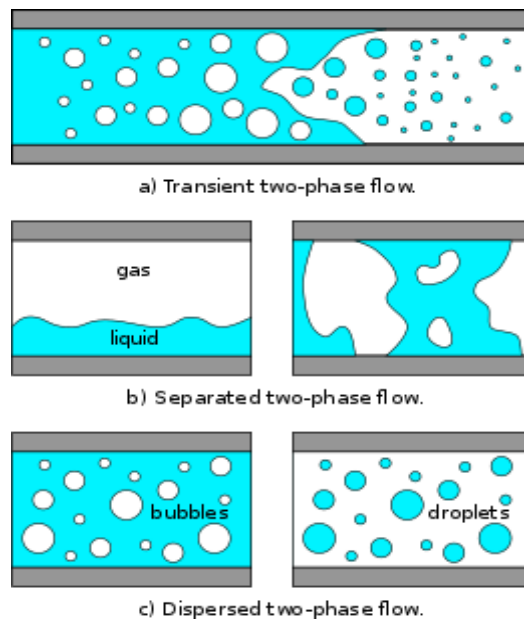 a) Transient two-phase flow.
gas
liquid
b) Separated two-phase flow.
bubbles
droplets
c) Dispersed two-phase flow.